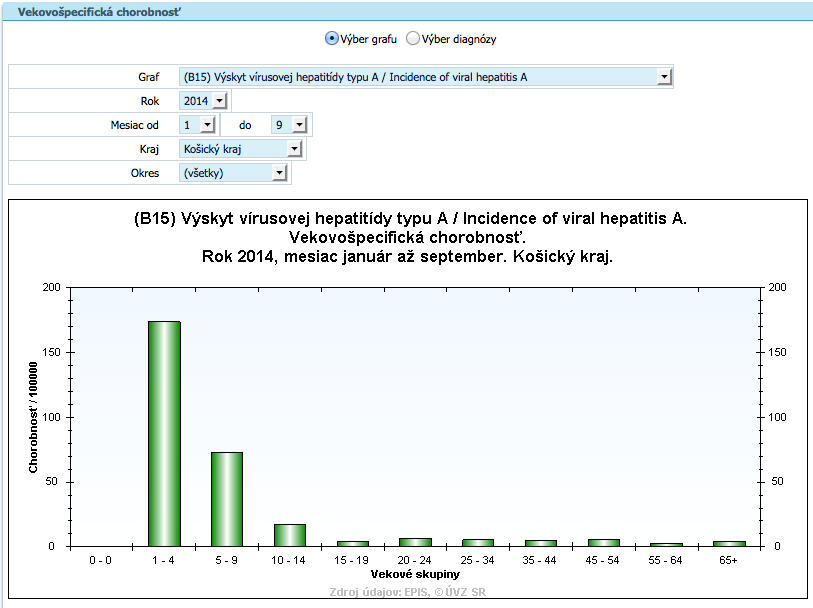 Vekovošpecifická chorobnosť
Výber grafu Výber diagnózy
Graf (B15) Výskyt vírusovej hepatitídy typu A / Incidence of viral hepatitis A
Rok 2014
Mesiac od 1 do 9
Kraj Košický kraj
Okres (všetky)
(B15) Výskyt vírusovej hepatitídy typu A / Incidence of viral hepatitis A.
Vekovošpecifická chorobnosť.
Rok 2014, mesiac január až september. Košický kraj.
Chorobnosť / 100000
200 200
150 150
100 100
50 50
0 0
0 - 0 1 - 4 5 - 9 10 - 14 15 - 19 20 - 24 25 - 34 35 - 44 45 - 54 55 - 64 65+
Vekové skupiny
Zdroj údajov: EPIS, © ÚVZ SR